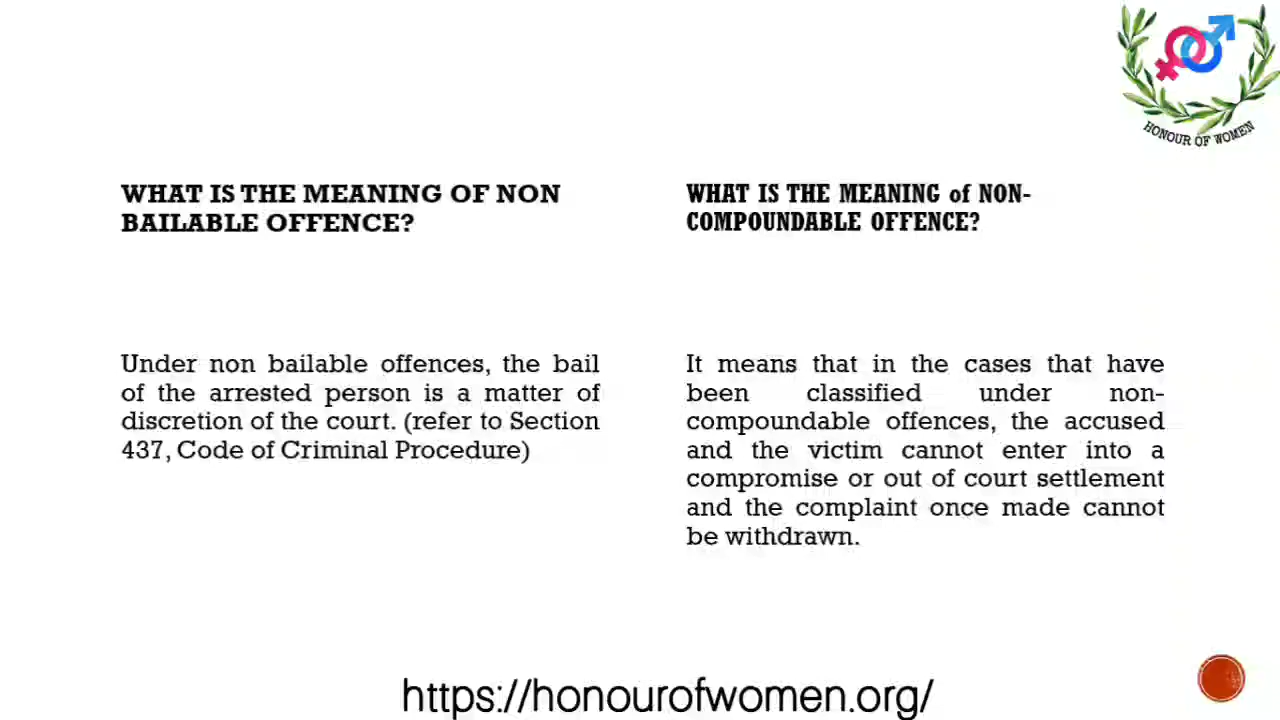 HONOUR OF WOMEN
WHAT IS THE MEANING OF NON
BAILABLE OFFENCE?
Under non bailable offences, the bail
of the arrested person is a matter of
discretion of the court. (refer to Section
437, Code of Criminal Procedure)
WHAT IS THE MEANING of NON-
COMPOUNDABLE OFFENCE?
It means that in the cases that have
been classified under non-
compoundable offences, the accused
and the victim cannot enter into a
compromise or out of court settlement
and the complaint once made cannot
be withdrawn.
https://honourofwomen.org/